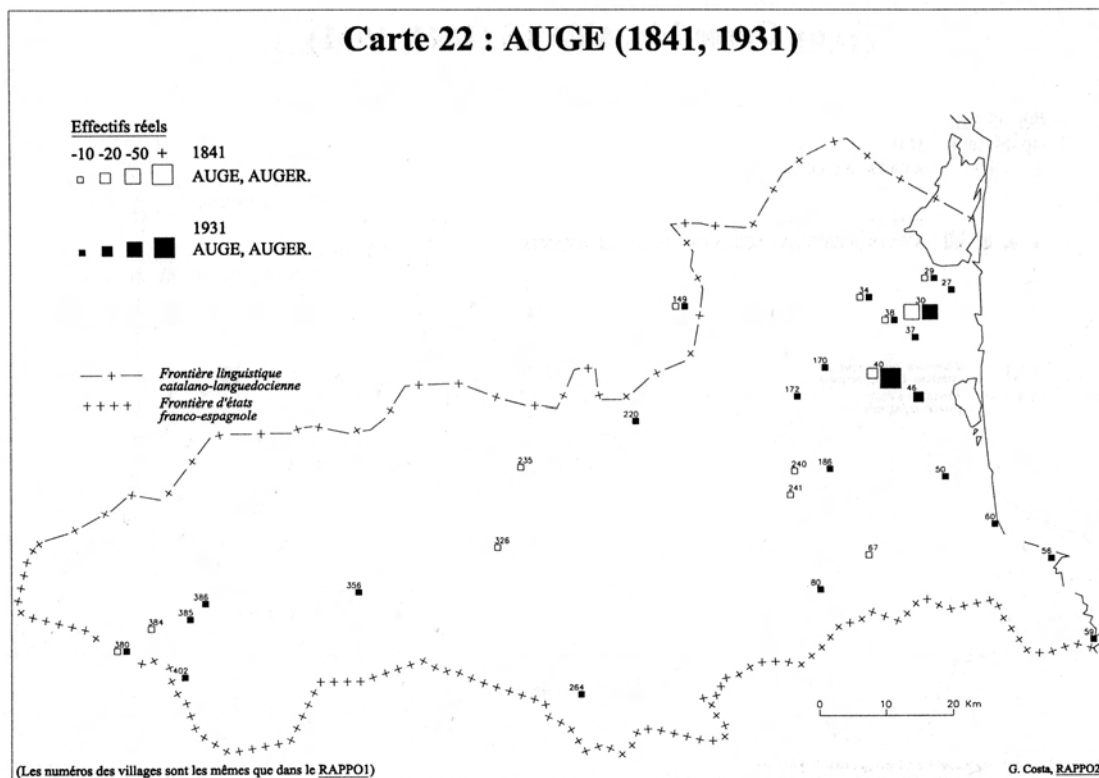 Carte 22 : AUGE (1841, 1931)
Effectifs réels
-10 -20 -50 + 1841
AUGE, AUGER.
1931
AUGE, AUGER.
Frontière linguistique
catalano-languedocienne
Frontière d'états
franco-espagnole
29
27
34
30
149
38
37
170
40
172
46
220
235
240
186
241
50
60
326
67
56
356
80
386
385
384
380
59
402
264
0 10 20 Km
(Les numéros des villages sont les mêmes que dans le RAPPO1)
G. Costa, RAPPO2